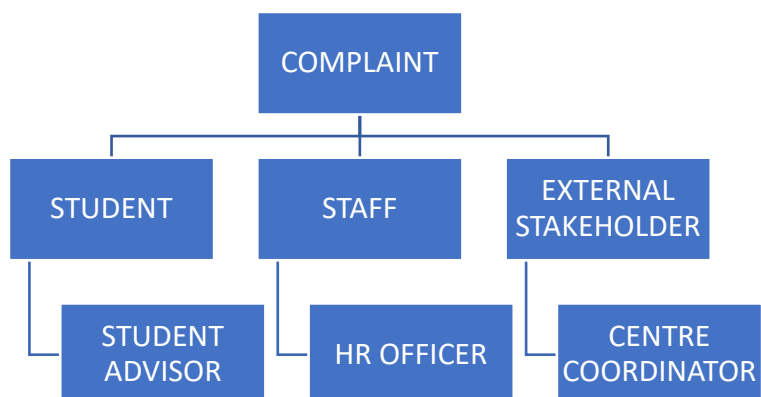 COMPLAINT
STUDENT
STAFF
EXTERNAL
STAKEHOLDER
STUDENT
ADVISOR
HR OFFICER
CENTRE
COORDINATOR